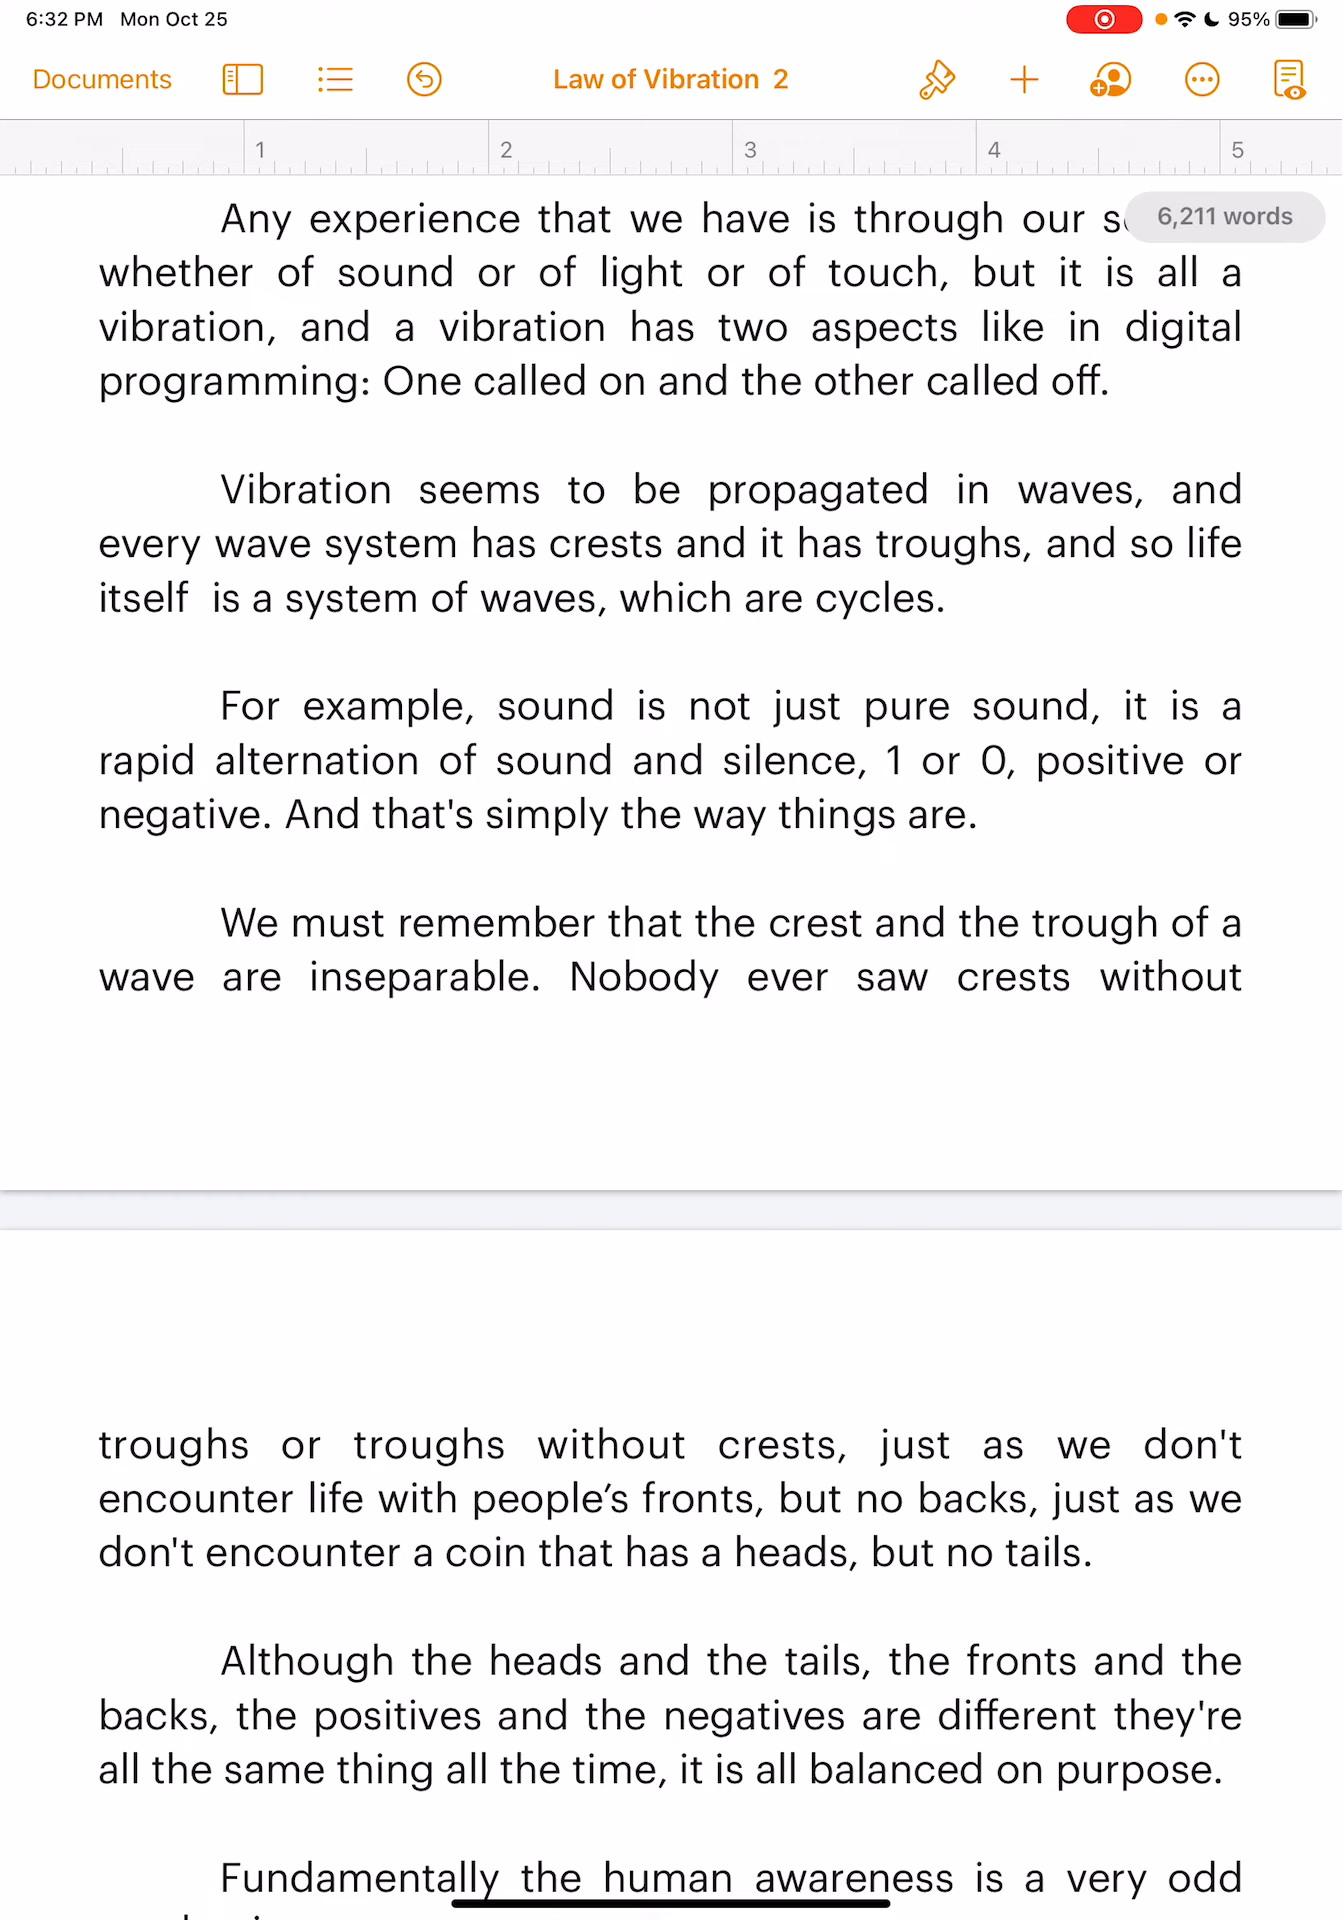 6:32 PM Mon Oct 25
95%
Documents
Law of Vibration 2
1 2 3 4 5
6,211 words
Any experience that we have is through our
whether of sound or of light or of touch, but it is all a
vibration, and a vibration has two aspects like in digital
programming: One called on and the other called off.
Vibration seems to be propagated in waves, and
every wave system has crests and it has troughs, and so life
itself is a system of waves, which are cycles.
For example, sound is not just pure sound, it is a
rapid alternation of sound and silence, 1 or 0, positive or
negative. And that's simply the way things are.
We must remember that the crest and the trough of a
wave are inseparable. Nobody ever saw crests without
troughs or troughs without crests, just as we don't
encounter life with people’s fronts, but no backs, just as we
don't encounter a coin that has a heads, but no tails.
Although the heads and the tails, the fronts and the
backs, the positives and the negatives are different they're
all the same thing all the time, it is all balanced on purpose.
Fundamentally the human awareness is a very odd